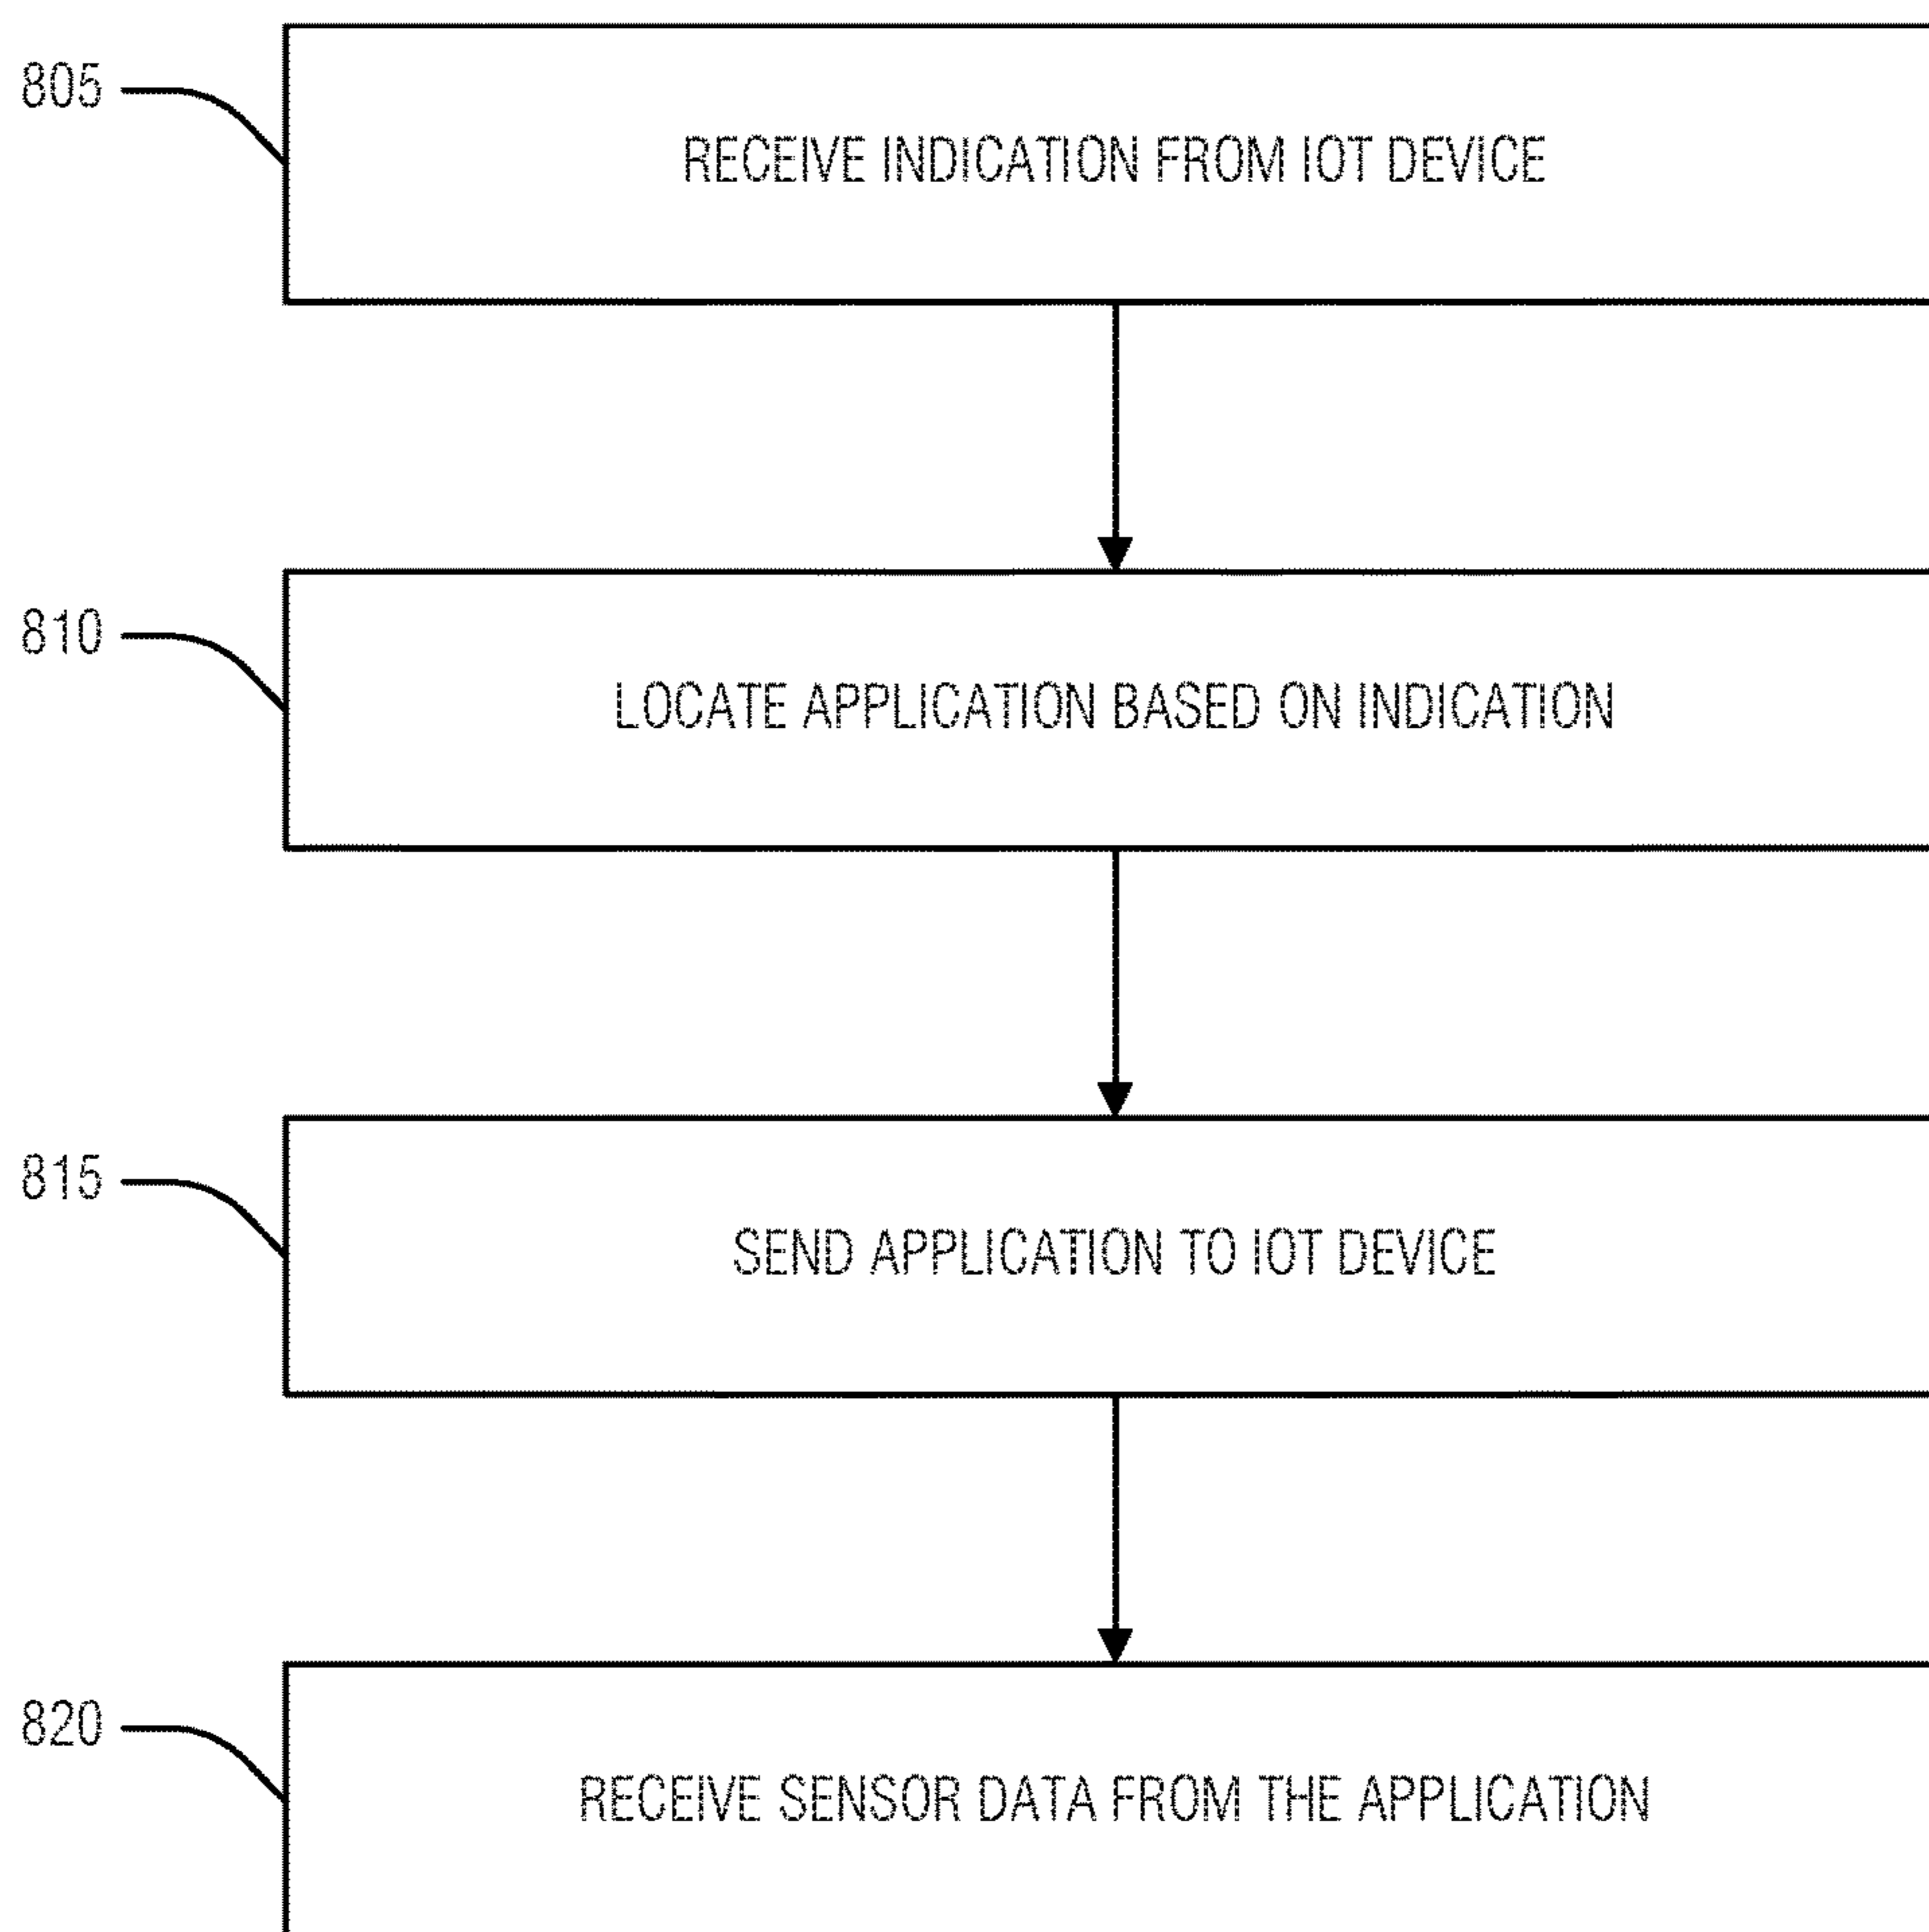 805
RECEIVE INDICATION FROM IOT DEVICE
810
LOCATE APPLICATION BASED ON INDICATION
815
SEND APPLICATION TO IOT DEVICE
820
RECEIVE SENSOR DATA FROM THE APPLICATION